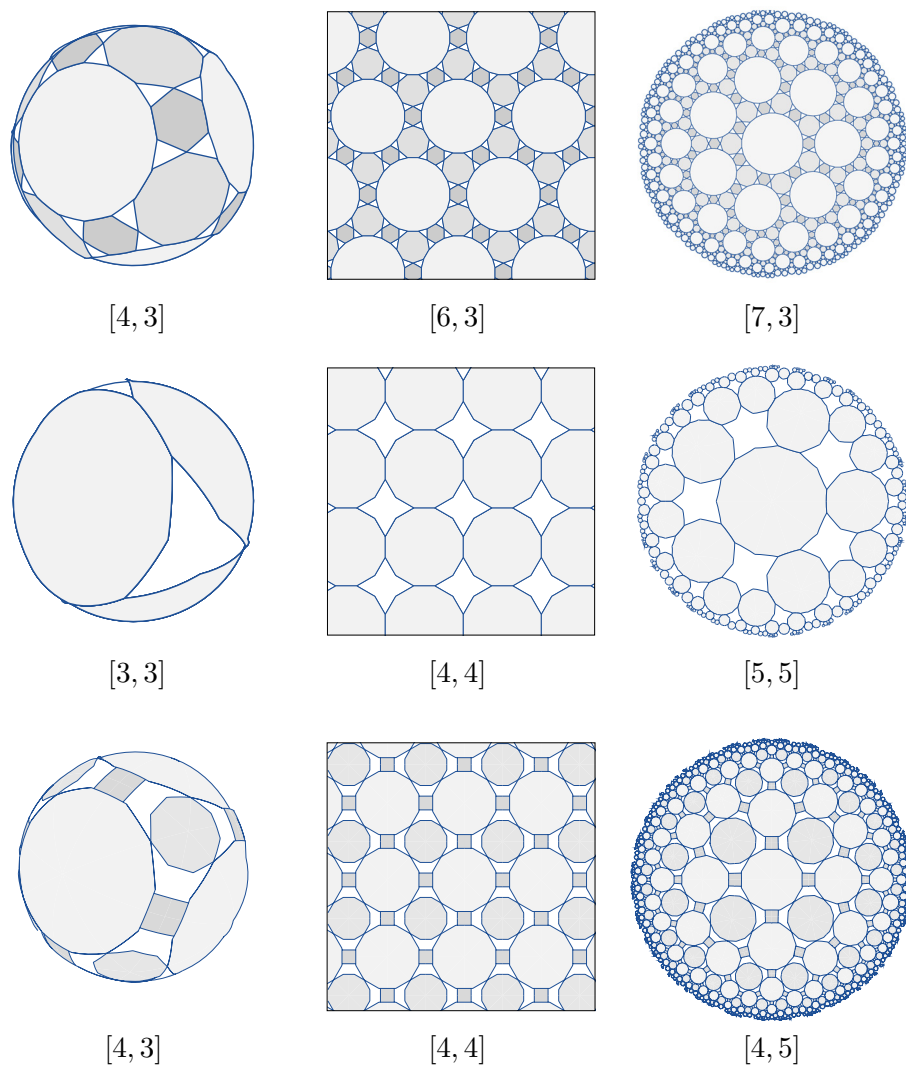 [4, 3] [6, 3] [7, 3]
[3, 3] [4, 4] [5, 5]
[4, 3] [4, 4] [4, 5]